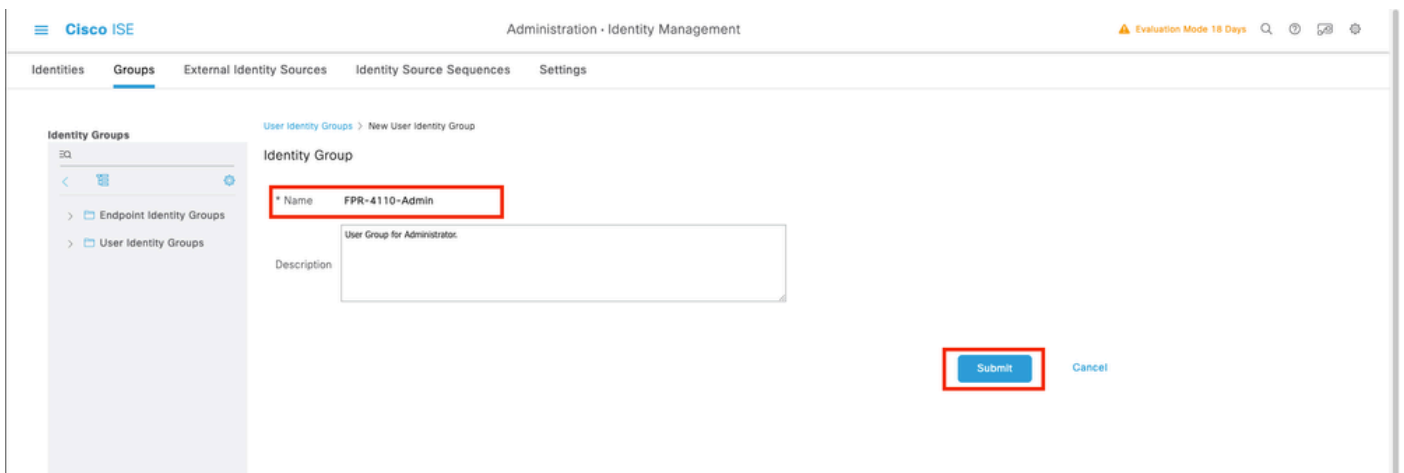 Cisco ISE
Administration · Identity Management
Evaluation Mode 18 Days
Identities Groups External Identity Sources Identity Source Sequences Settings
Identity Groups
User Identity Groups > New User Identity Group
Identity Group
* Name FPR-4110-Admin
Endpoint Identity Groups
User Identity Groups
Description
User Group for Administrator.
Submit Cancel